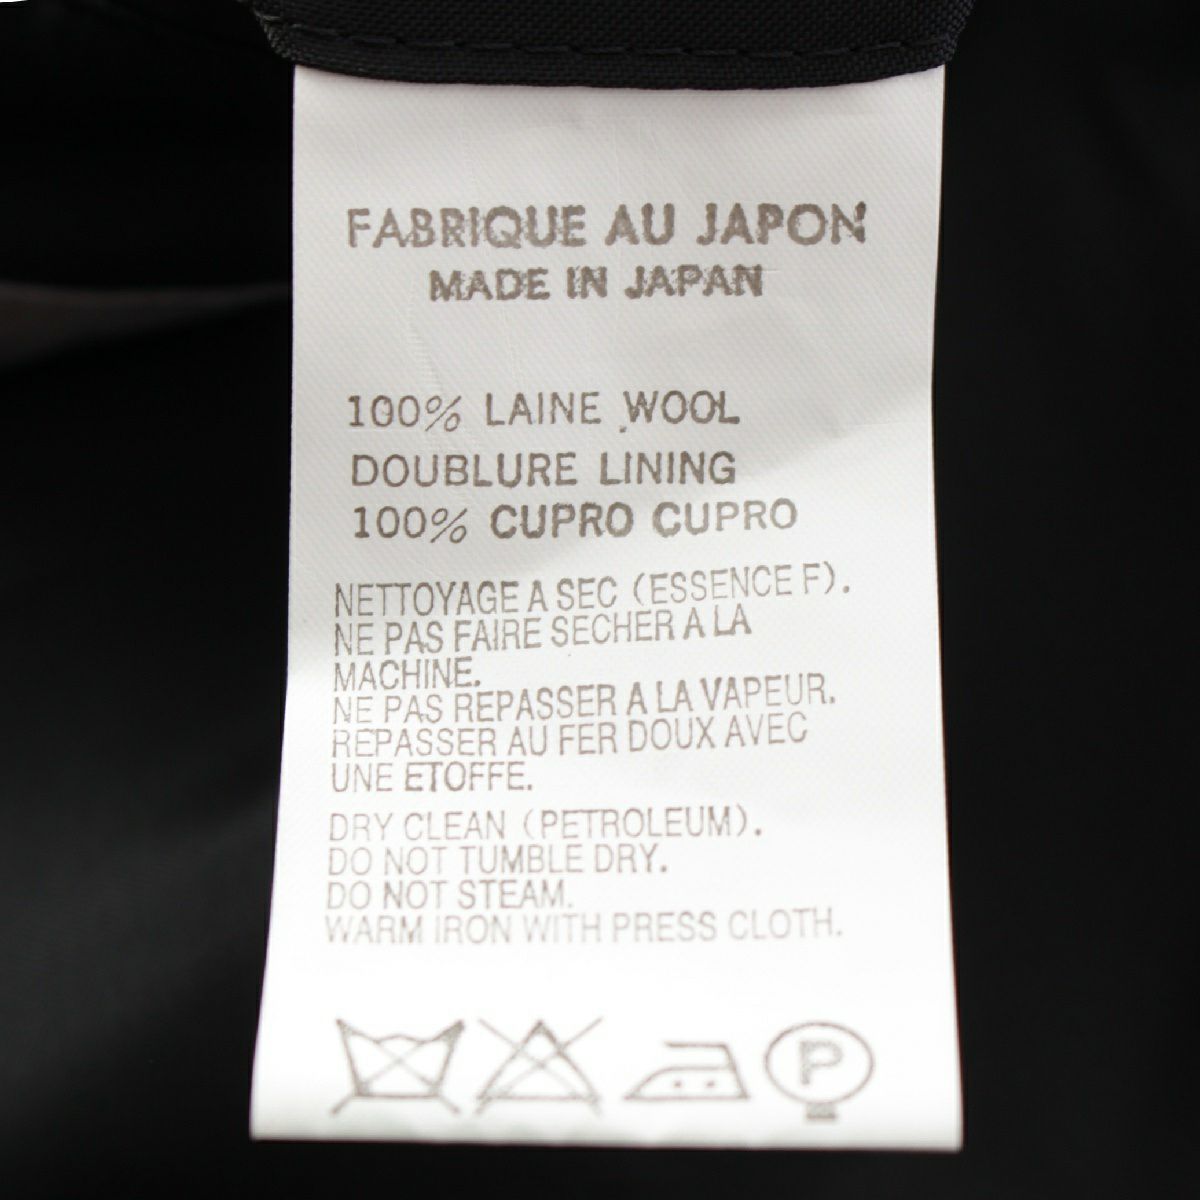 FABRIQUE AU JAPON
MADE IN JAPAN
100% LAINE WOOL
DOUBLURE LINING
100% CUPRO CUPRO
NETTOYAGE A SEC (ESSENCE F).
NE PAS FAIRE SECHER A LA
MACHINE.
NE PAS REPASSER A LA VAPEUR.
REPASSER AU FER DOUX AVEC
UNE ETOFFE.
DRY CLEAN (PETROLEUM).
DO NOT TUMBLE DRY.
DO NOT STEAM.
WARM IRON WITH PRESS CLOTH.
P